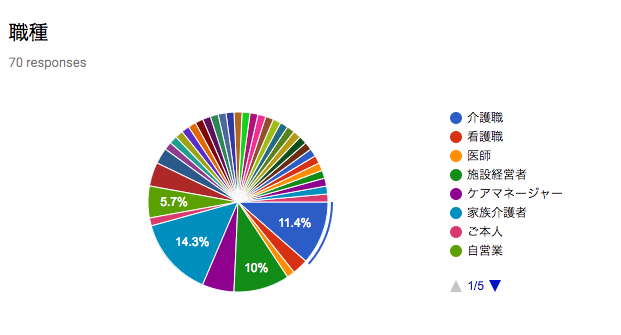 職種
70 responses
介護職
看護職
医師
施設経営者
ケアマネージャー
家族介護者
ご本人
自営業
5.7%
11.4%
14.3%
10%
1/5